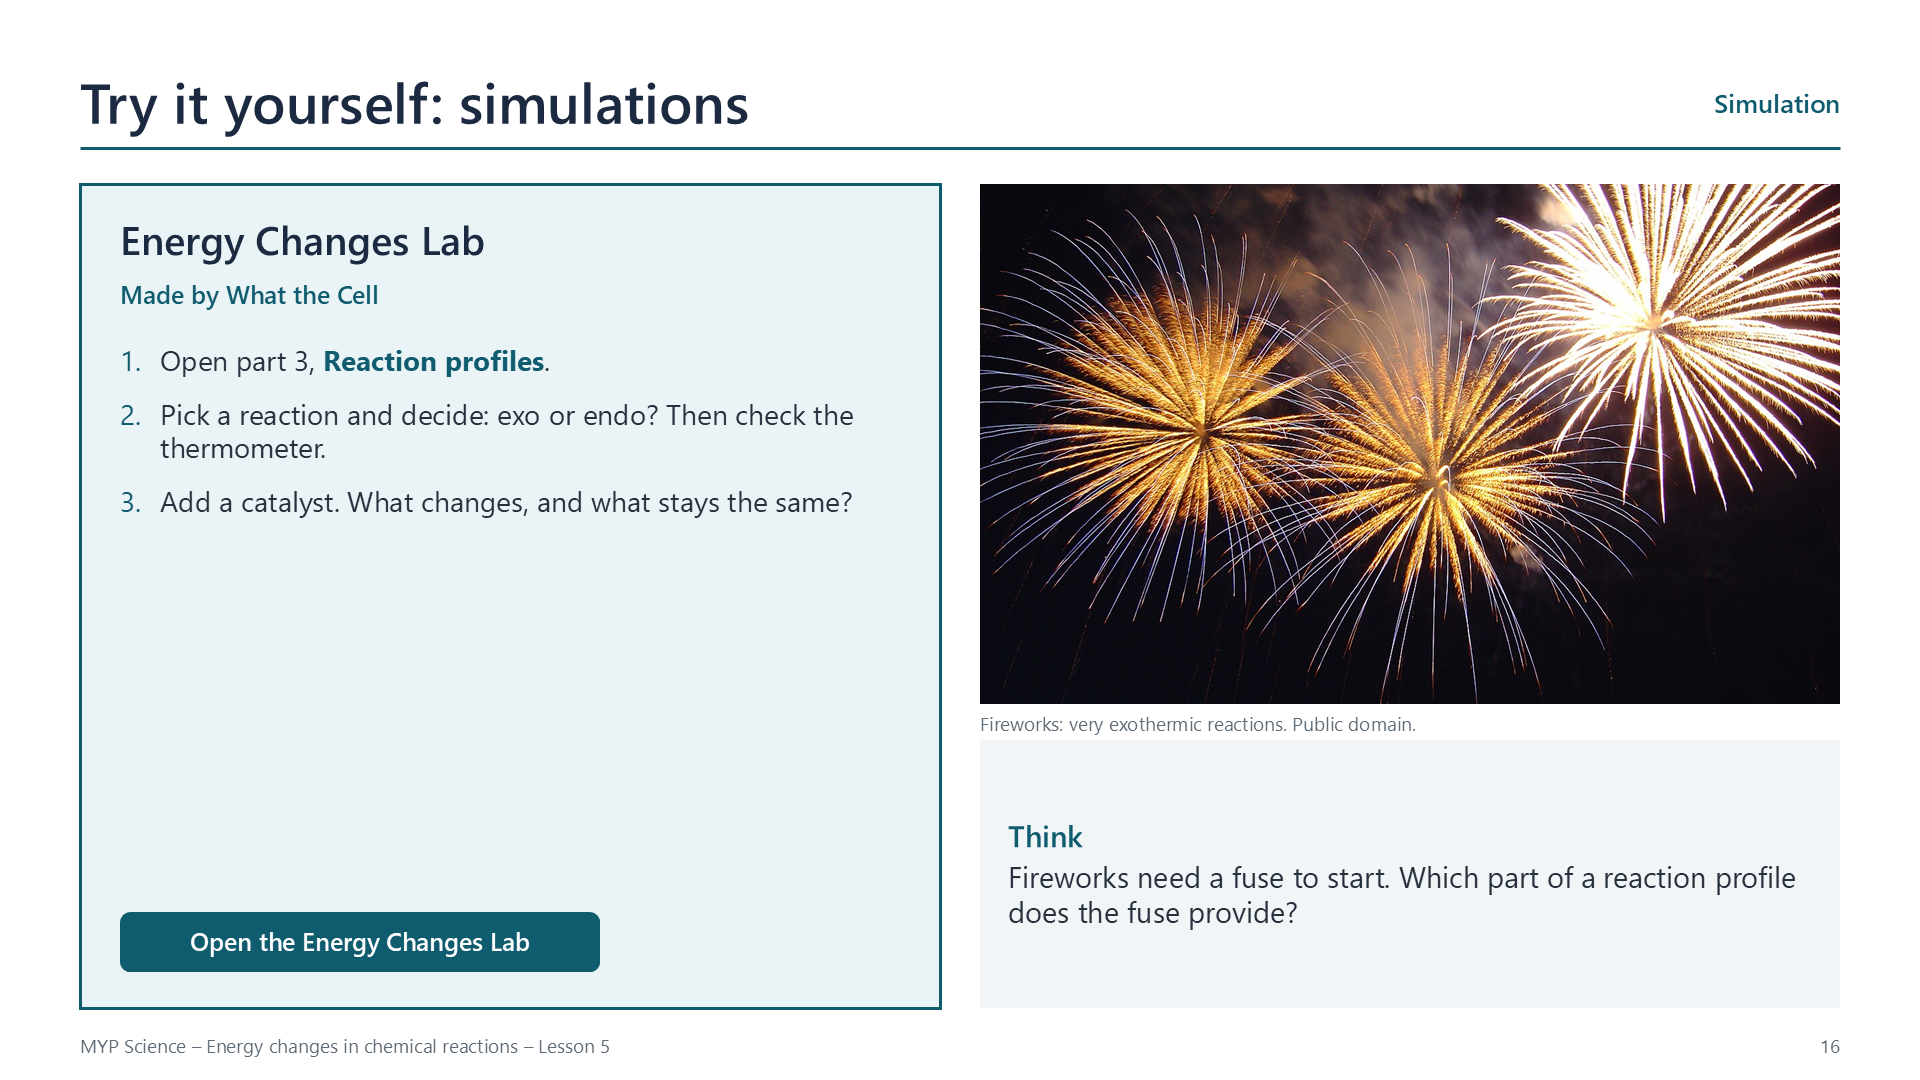 Try it yourself: simulations
Simulation
Energy Changes Lab
Made by What the Cell
1. Open part 3, Reaction profiles.
2. Pick a reaction and decide: exo or endo? Then check the
thermometer.
3. Add a catalyst. What changes, and what stays the same?
Open the Energy Changes Lab
Fireworks: very exothermic reactions. Public domain.
Think
Fireworks need a fuse to start. Which part of a reaction profile
does the fuse provide?
MYP Science – Energy changes in chemical reactions – Lesson 5
16